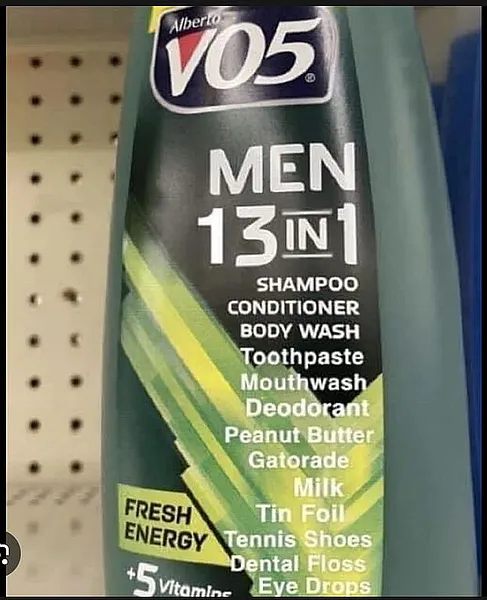 Alberto
VO5®
MEN
13 IN 1
SHAMPOO
CONDITIONER
BODY WASH
Toothpaste
Mouthwash
Deodorant
Peanut Butter
Gatorade
Milk
Tin Foil
Tennis Shoes
Dental Floss
Eye Drops
FRESH
ENERGY
+5 Vitamins